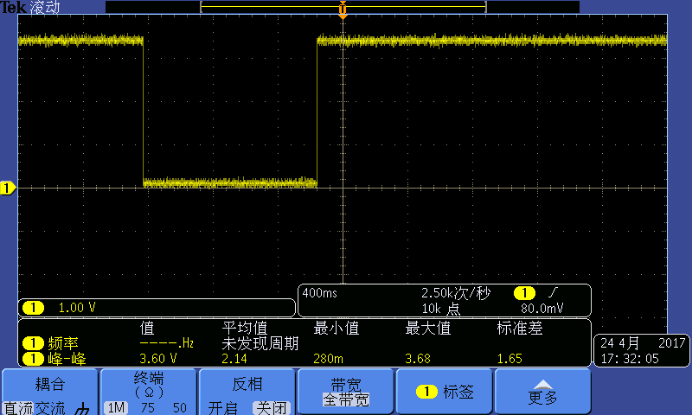 Tek 滚动
T
1
1 1.00 V
400ms 2.50k次/秒 1
10k 点 80.0mV
值 平均值 最小值 最大值 标准差
1 频率 ----.Hz 未发现周期
1 峰-峰 3.60 V 2.14 280m 3.68 1.65
24 4月 2017
17:32:05
耦合
直流 交流
终端
(Ω)
1M 75 50
反相
开启 关闭
带宽
全带宽
1 标签
更多